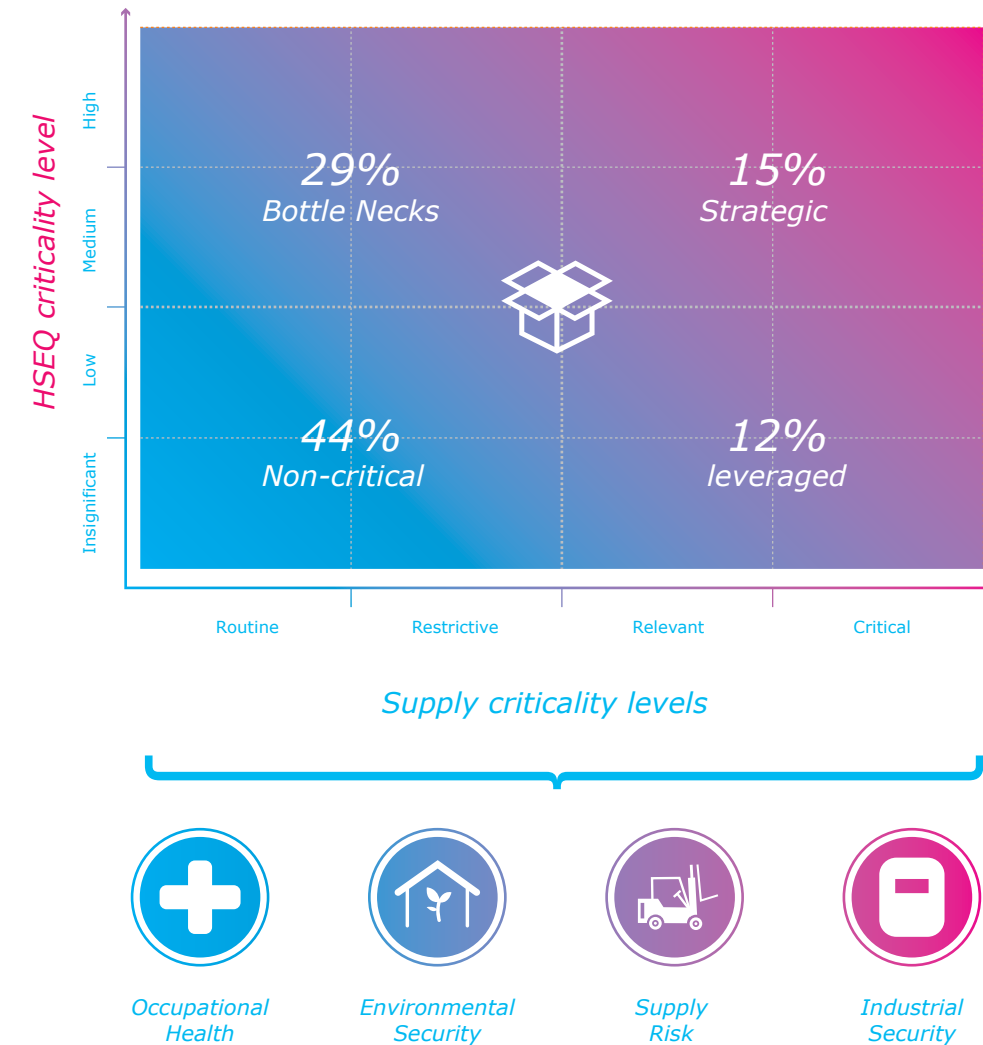 HSEQ criticality level
High
Medium
Low
Insignificant
29%
Bottle Necks
15%
Strategic
44%
Non-critical
12%
leveraged
Routine
Restrictive
Relevant
Critical
Supply criticality levels
Occupational
Health
Environmental
Security
Supply
Risk
Industrial
Security